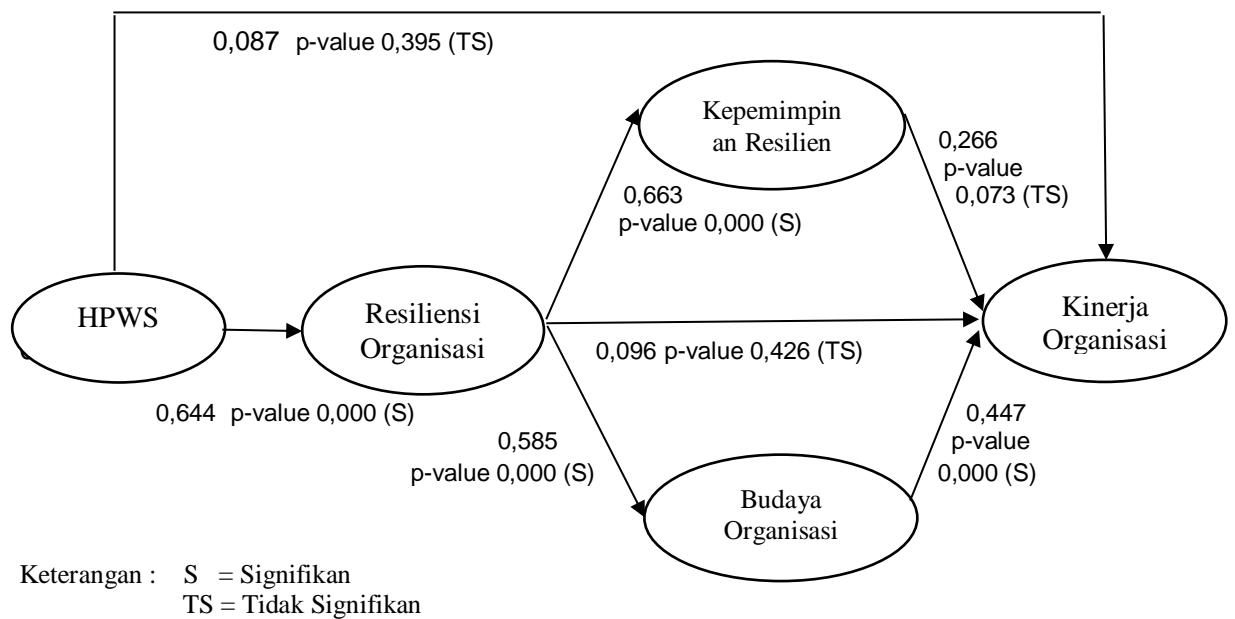 0,087 p-value 0,395 (TS)
Kepemimpin
an Resilien
0,266
p-value
0,073 (TS)
0,663
p-value 0,000 (S)
HPWS
Resiliensi
Organisasi
Kinerja
Organisasi
0,096 p-value 0,426 (TS)
0,644 p-value 0,000 (S)
0,585
p-value 0,000 (S)
0,447
p-value
0,000 (S)
Budaya
Organisasi
Keterangan : S = Signifikan
TS = Tidak Signifikan